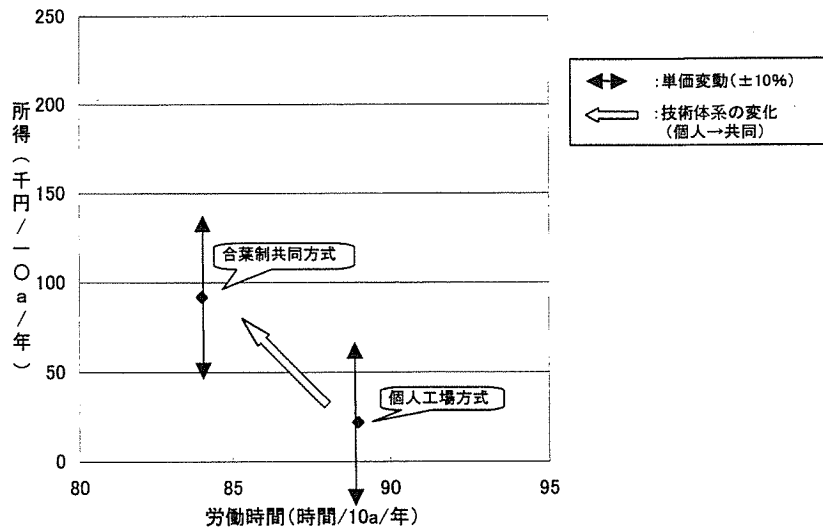 250
200
150
100
50
0
80
85
90
95
所得(千円/一〇a/年)
労働時間(時間/10a/年)
合葉制共同方式
個人工場方式
:単価変動(±10%)
:技術体系の変化
(個人→共同)